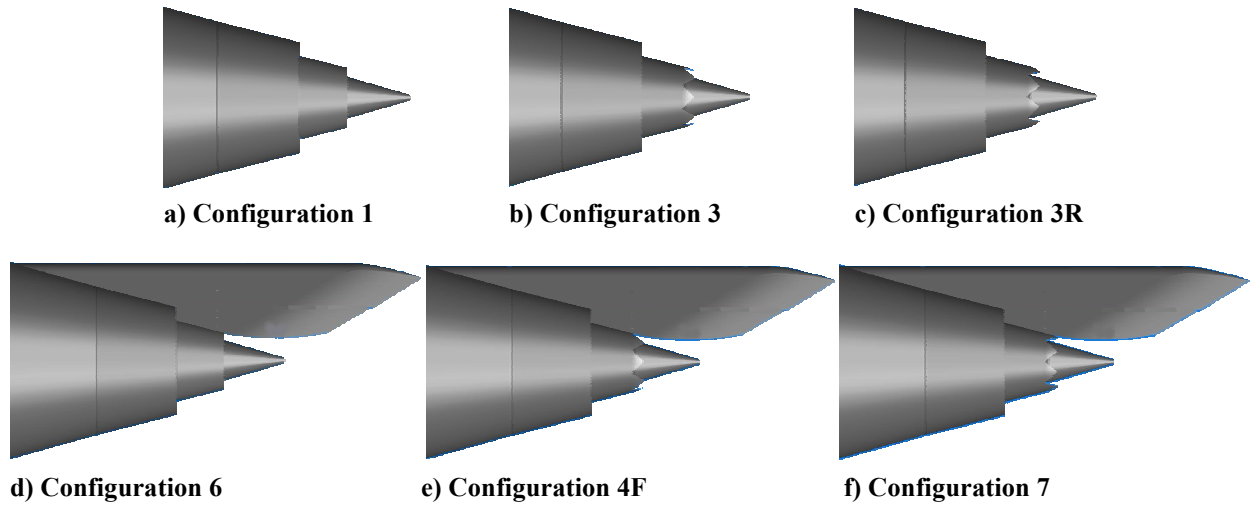 a) Configuration 1
b) Configuration 3
c) Configuration 3R
d) Configuration 6
e) Configuration 4F
f) Configuration 7